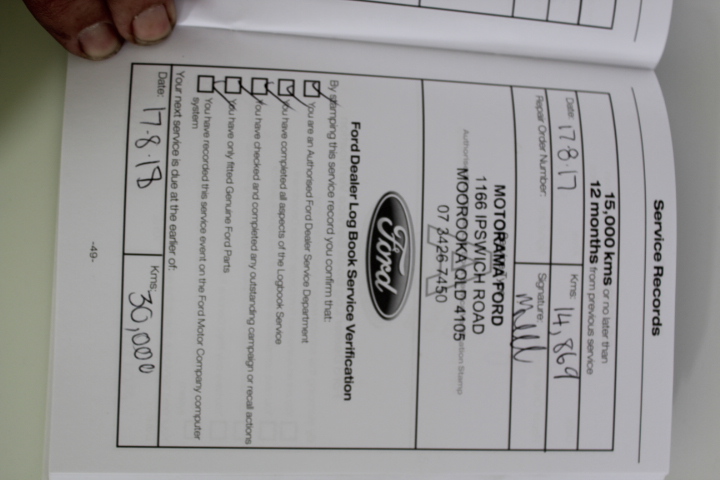 Service Records
15,000 kms or no later than
12 months from previous service
Date: 17.8.17 Kms: 14,869
Repair Order Number: Signature:
MOTORAMA FORD
1166 IPSWICH ROAD
MOOROOKA QLD 4105
07 3426 7450
Ford
Ford Dealer Log Book Service Verification
By stamping this service record you confirm that:
You are an Authorised Ford Dealer Service Department
You have completed all aspects of the Logbook Service
You have checked and completed any outstanding campaign or recall actions
You have only fitted Genuine Ford Parts
You have recorded this service event on the Ford Motor Company computer
system
Your next service is due at the earlier of:
Date: 17.8.18 Kms: 30,000
-49-